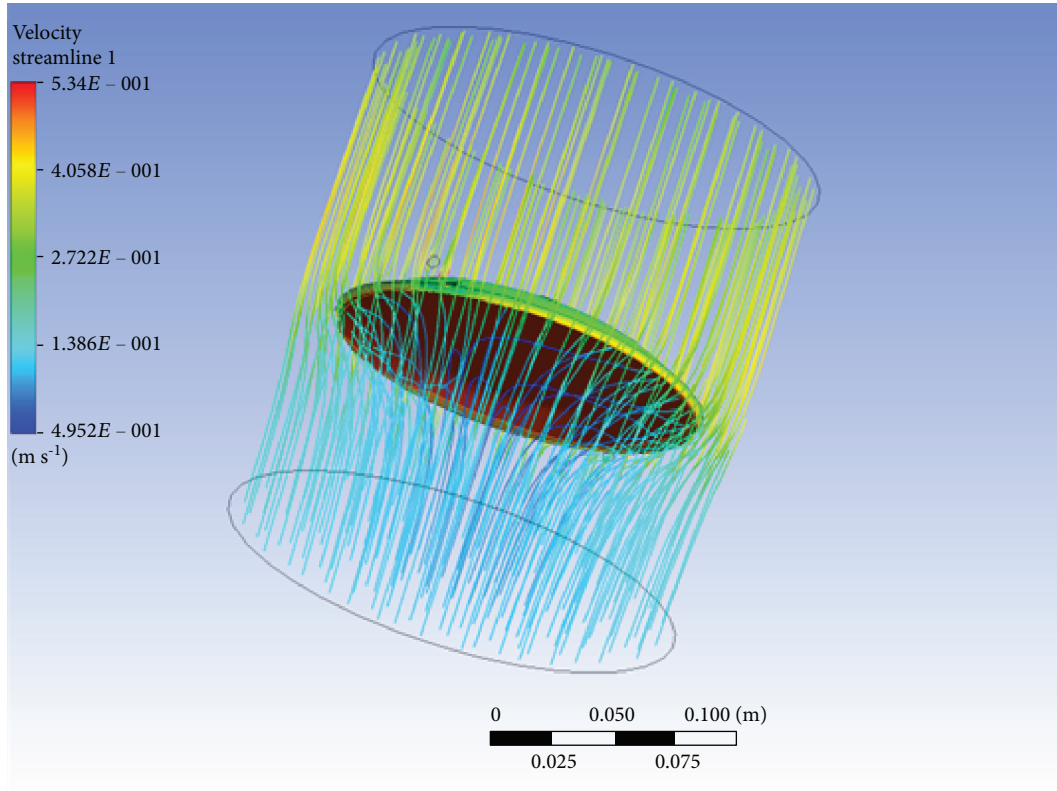 Velocity
streamline 1
5.34E – 001
4.058E – 001
2.722E – 001
1.386E – 001
4.952E – 001
(m s-1)
0 0.050 0.100 (m)
0.025 0.075